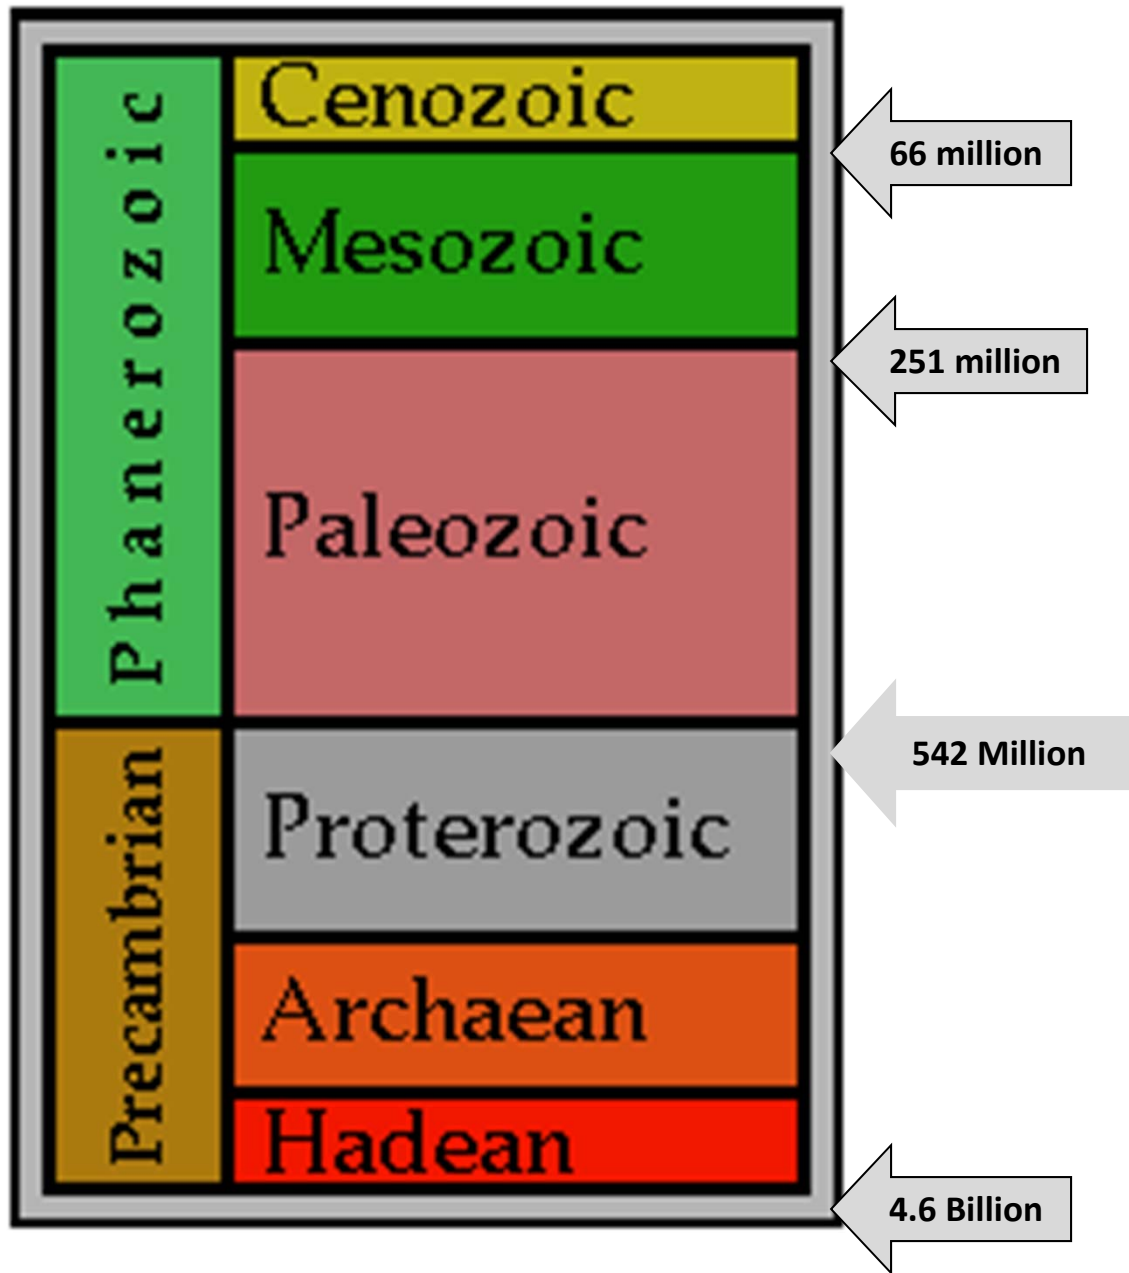 Phanerozoic
Cenozoic
66 million
Mesozoic
251 million
Paleozoic
542 Million
Precambrian
Proterozoic
Archaean
Hadean
4.6 Billion